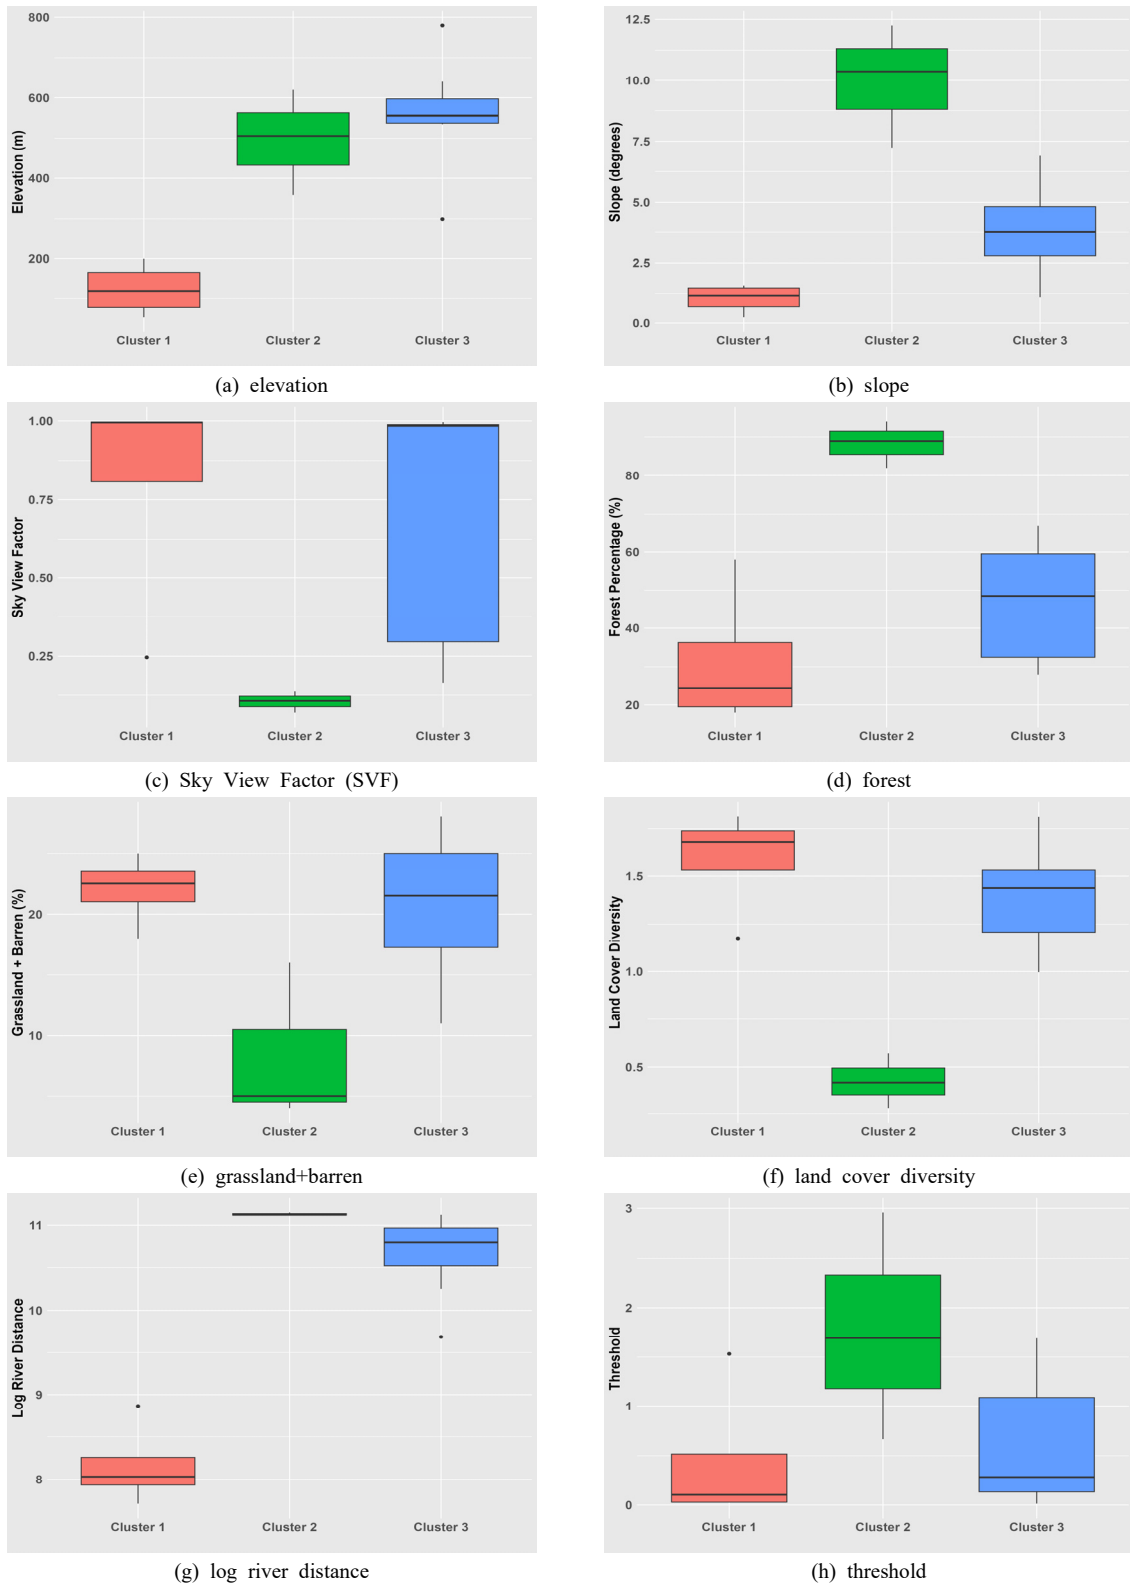 800
600
400
200
Elevation (m)
Cluster 1 Cluster 2 Cluster 3
(a) elevation
12.5
10.0
7.5
5.0
2.5
0.0
Slope (degrees)
Cluster 1 Cluster 2 Cluster 3
(b) slope
1.00
0.75
0.50
0.25
Sky View Factor
Cluster 1 Cluster 2 Cluster 3
(c) Sky View Factor (SVF)
80
60
40
20
Forest Percentage (%)
Cluster 1 Cluster 2 Cluster 3
(d) forest
20
10
Grassland + Barren (%)
Cluster 1 Cluster 2 Cluster 3
(e) grassland+barren
1.5
1.0
0.5
Land Cover Diversity
Cluster 1 Cluster 2 Cluster 3
(f) land cover diversity
11
10
9
8
Log River Distance
Cluster 1 Cluster 2 Cluster 3
(g) log river distance
3
2
1
0
Threshold
Cluster 1 Cluster 2 Cluster 3
(h) threshold